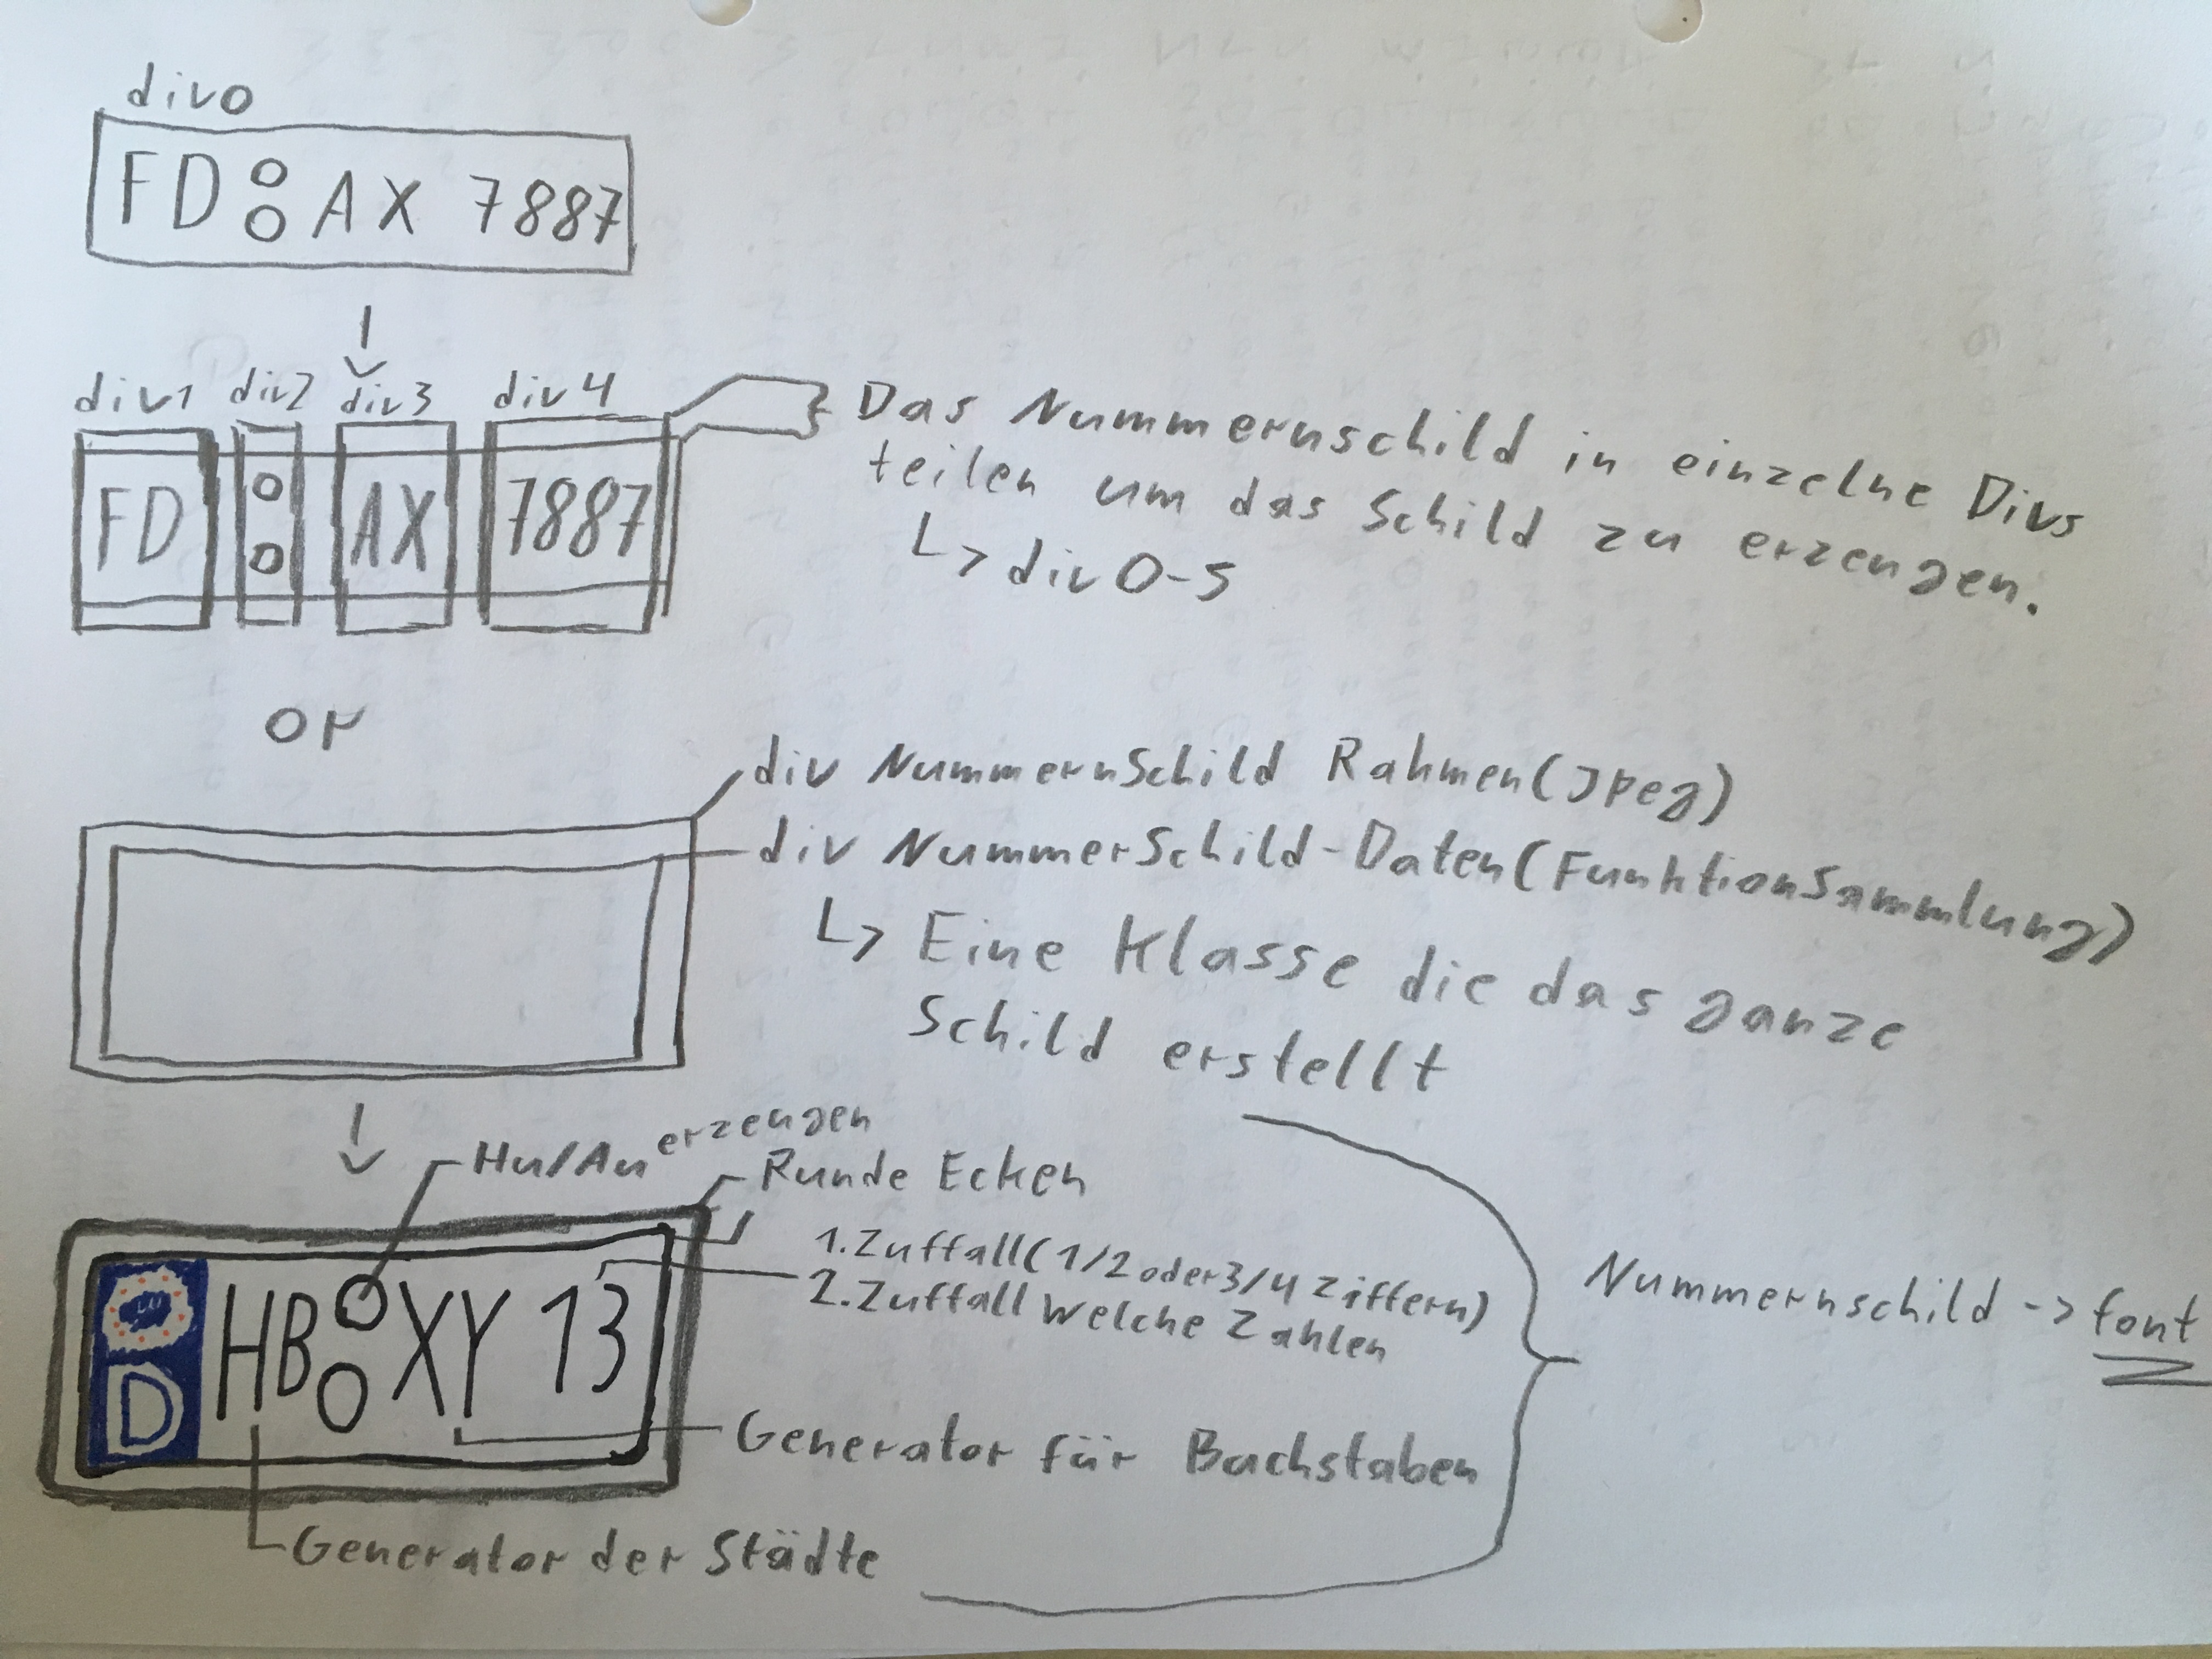 div0
FD AX 7887
div1 div2 div3 div4
FD AX 7887
Das Nummernschild in einzelne Divs
teilen um das Schild zu erzeugen.
↳ div 0-5
or
div NummernSchild Rahmen(Jpeg)
div NummerSchild-Daten(FunktionSammlung)
↳ Eine Klasse die das ganze
Schild erstellt
Hu/Au erzeugen
Runde Ecken
1.Zuffall(1/2 oder 3/4 Ziffern)
2.Zuffall Welche Zahlen
D HB XY 13
Nummernschild -> font
Generator für Buchstaben
Generator der Städte